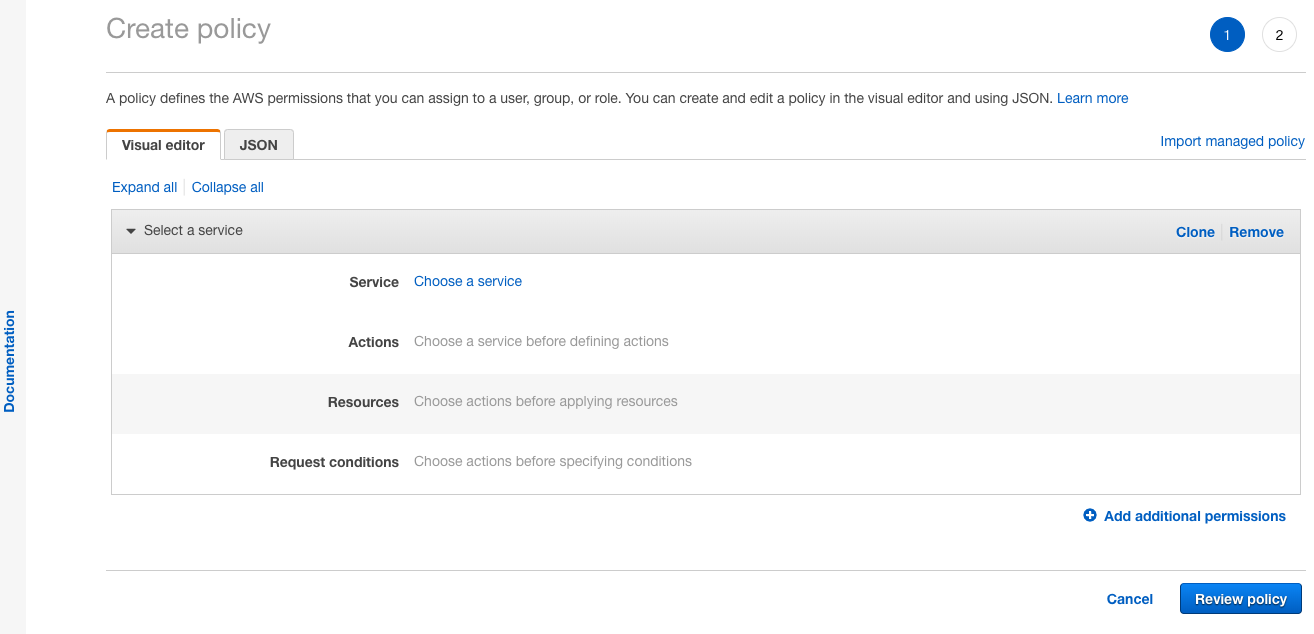 Create policy
1
2
A policy defines the AWS permissions that you can assign to a user, group, or role. You can create and edit a policy in the visual editor and using JSON. Learn more
Visual editor
JSON
Import managed policy
Expand all
Collapse all
Select a service
Clone
Remove
Service
Choose a service
Actions
Choose a service before defining actions
Resources
Choose actions before applying resources
Request conditions
Choose actions before specifying conditions
Add additional permissions
Cancel
Review policy
Documentation